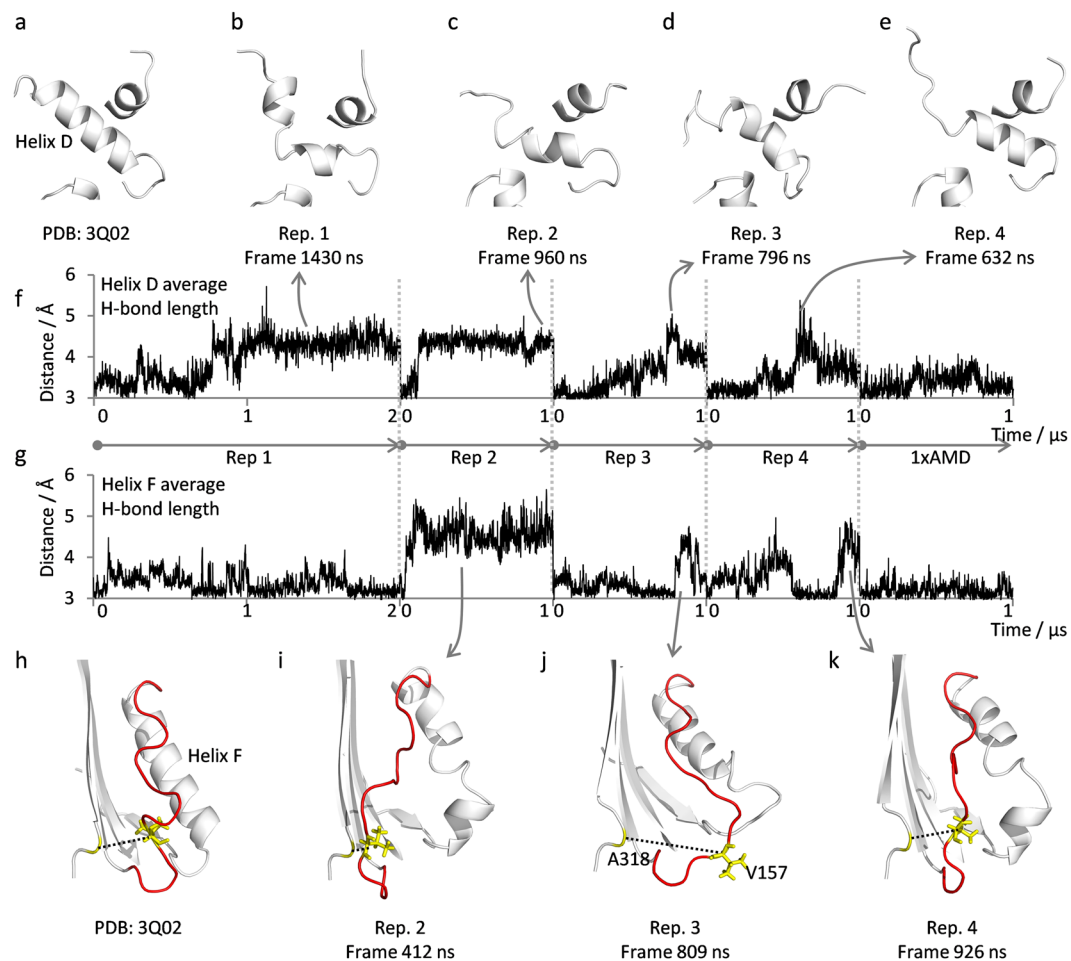 a b c d e
Helix D
PDB: 3Q02
Rep. 1
Frame 1430 ns
Rep. 2
Frame 960 ns
Rep. 3
Frame 796 ns
Rep. 4
Frame 632 ns
f
Helix D average
H-bond length
Distance / Å
6
5
4
3
0 1 2 0 1 0 1 0 1 0 1
Time / µs
Rep 1 Rep 2 Rep 3 Rep 4 1xAMD
g
Helix F average
H-bond length
Distance / Å
6
5
4
3
0 1 2 0 1 0 1 0 1 0 1
Time / µs
h i j k
Helix F
A318
V157
PDB: 3Q02
Rep. 2
Frame 412 ns
Rep. 3
Frame 809 ns
Rep. 4
Frame 926 ns